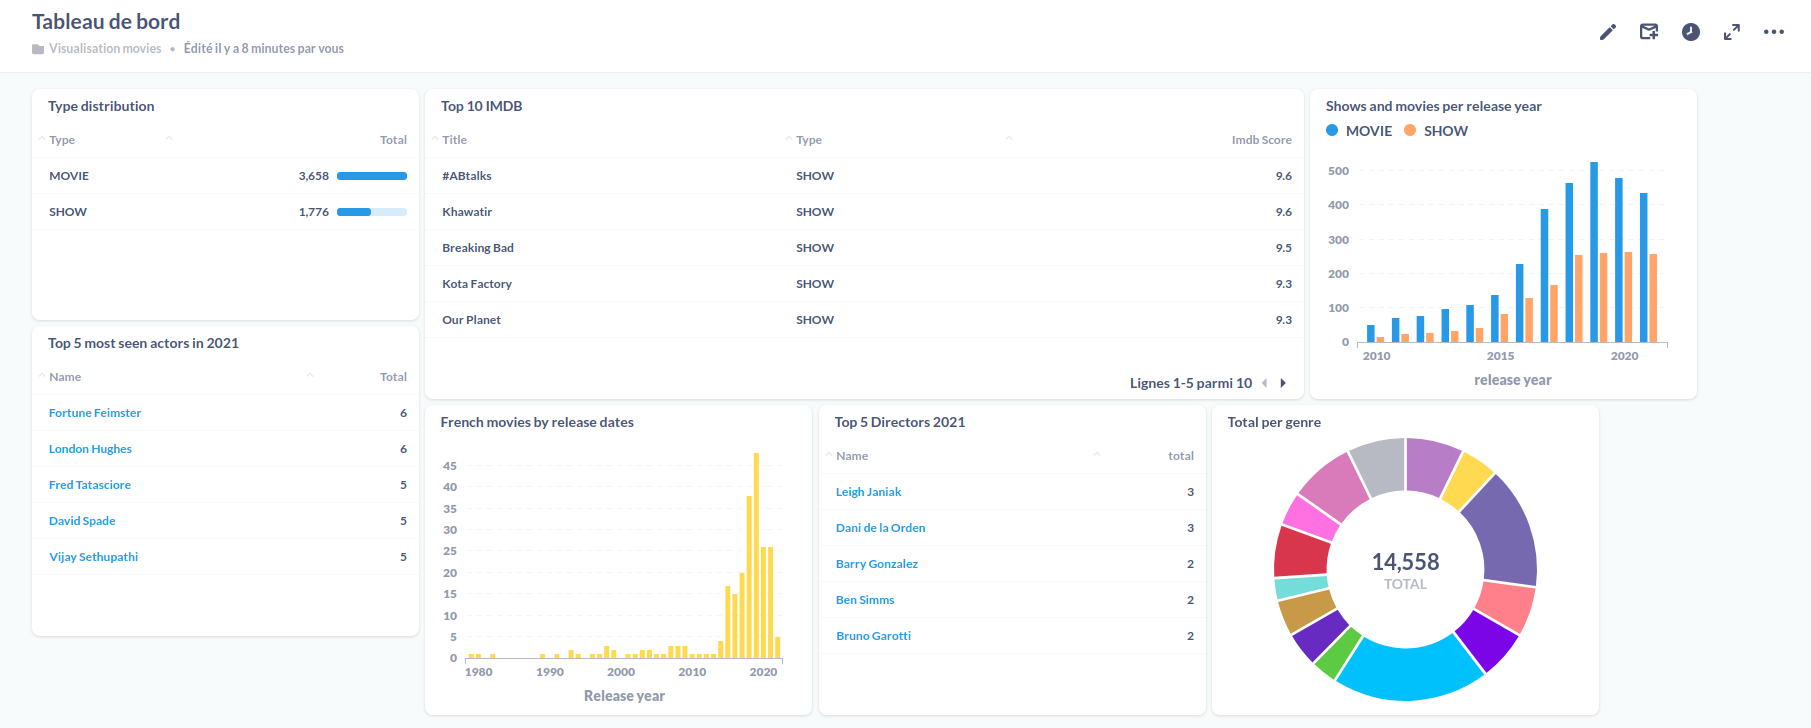 Tableau de bord
Visualisation movies • Édité il y a 8 minutes par vous
Type distribution
Type Total
MOVIE 3,658
SHOW 1,776
Top 10 IMDB
Title Type Imdb Score
#ABtalks SHOW 9.6
Khawatir SHOW 9.6
Breaking Bad SHOW 9.5
Kota Factory SHOW 9.3
Our Planet SHOW 9.3
Lignes 1-5 parmi 10
Shows and movies per release year
MOVIE SHOW
500
400
300
200
100
0
2010 2015 2020
release year
Top 5 most seen actors in 2021
Name Total
Fortune Feimster 6
London Hughes 6
Fred Tatasciore 5
David Spade 5
Vijay Sethupathi 5
French movies by release dates
45
40
35
30
25
20
15
10
5
0
1980 1990 2000 2010 2020
Release year
Top 5 Directors 2021
Name total
Leigh Janiak 3
Dani de la Orden 3
Barry Gonzalez 2
Ben Simms 2
Bruno Garotti 2
Total per genre
14,558
TOTAL